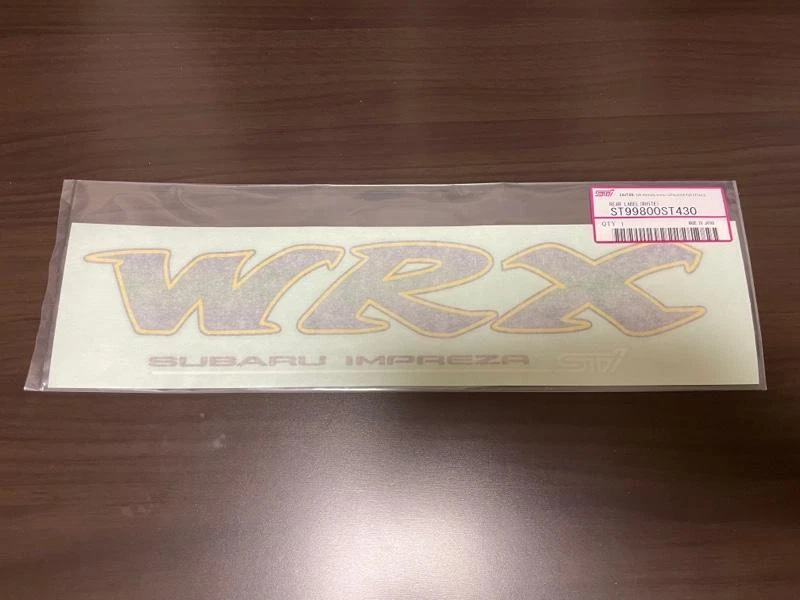 STI
REAR LABEL(WHITE)
ST99800ST430
QTY 1
MADE IN JAPAN
WRX
SUBARU IMPREZA STI